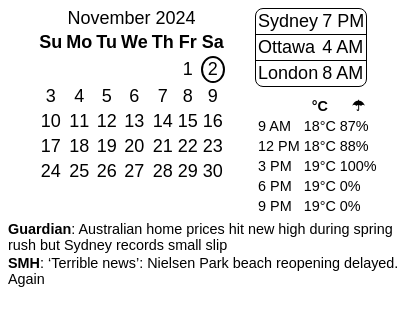 November 2024
Su Mo Tu We Th Fr Sa
1 2
3 4 5 6 7 8 9
10 11 12 13 14 15 16
17 18 19 20 21 22 23
24 25 26 27 28 29 30
Sydney 7 PM
Ottawa 4 AM
London 8 AM
°C ☂
9 AM 18°C 87%
12 PM 18°C 88%
3 PM 19°C 100%
6 PM 19°C 0%
9 PM 19°C 0%
Guardian: Australian home prices hit new high during spring
rush but Sydney records small slip
SMH: ‘Terrible news’: Nielsen Park beach reopening delayed.
Again